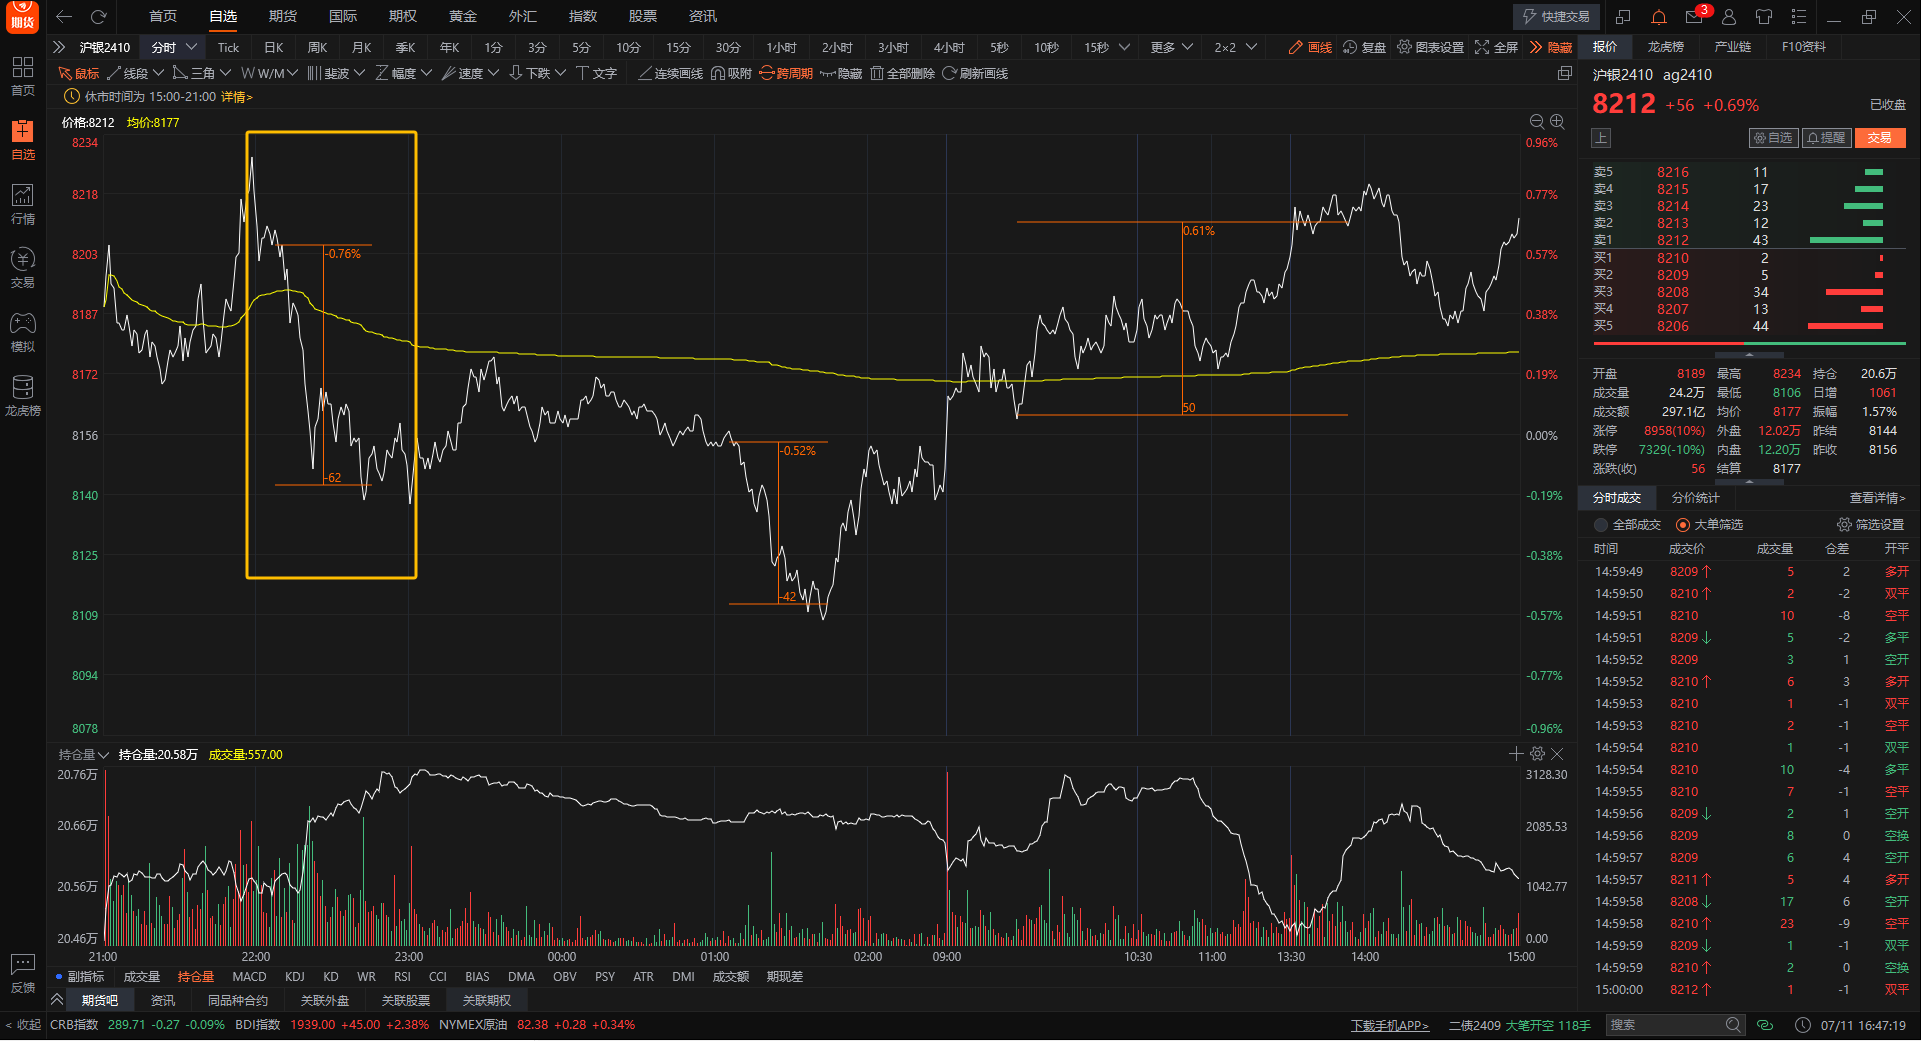 期货 首页 自选 期货 国际 期权 黄金 外汇 指数 股票 资讯 快捷交易 3
沪银2410 分时 Tick 日K 周K 月K 季K 年K 1分 3分 5分 10分 15分 30分 1小时 2小时 3小时 4小时 5秒 10秒 15秒 更多 2×2 画线 复盘 图表设置 全屏 隐藏
鼠标 线段 三角 W/M 斐波 幅度 速度 下跌 文字 连续画线 吸附 跨周期 隐藏 全部删除 刷新画线
休市时间为 15:00-21:00 详情>
价格:8212 均价:8177
首页
自选
行情
交易
模拟
龙虎榜
反馈
< 收起
8234 0.96%
8218 0.77%
8203 0.57%
8187 0.38%
8172 0.19%
8156 0.00%
8140 -0.19%
8125 -0.38%
8109 -0.57%
8094 -0.77%
8078 -0.96%
-0.76%
-62
-0.52%
-42
0.61%
50
持仓量 持仓量:20.58万 成交量:557.00
20.76万 3128.30
20.66万 2085.53
20.56万 1042.77
20.46万 0.00
21:00 22:00 23:00 00:00 01:00 02:00 09:00 10:30 11:00 13:30 14:00 15:00
副指标 成交量 持仓量 MACD KDJ KD WR RSI CCI BIAS DMA OBV PSY ATR DMI 成交额 期现差
期货吧 资讯 同品种合约 关联外盘 关联股票 关联期权
报价 龙虎榜 产业链 F10资料
沪银2410 ag2410
8212 +56 +0.69% 已收盘
上 自选 提醒 交易
卖5 8216 11
卖4 8215 17
卖3 8214 23
卖2 8213 12
卖1 8212 43
买1 8210 2
买2 8209 5
买3 8208 34
买4 8207 13
买5 8206 44
开盘 8189 最高 8234 持仓 20.6万
成交量 24.2万 最低 8106 日增 1061
成交额 297.1亿 均价 8177 振幅 1.57%
涨停 8958(10%) 外盘 12.02万 昨结 8144
跌停 7329(-10%) 内盘 12.20万 昨收 8156
涨跌(收) 56 结算 8177
分时成交 分价统计 查看详情>
全部成交 大单筛选 筛选设置
时间 成交价 成交量 仓差 开平
14:59:49 8209↑ 5 2 多开
14:59:50 8210↑ 2 -2 双平
14:59:51 8210 10 -8 空平
14:59:51 8209↓ 5 -2 多平
14:59:52 8209 3 1 空开
14:59:52 8210↑ 6 3 多开
14:59:53 8210 1 -1 双平
14:59:53 8210 2 -1 空平
14:59:54 8210 1 -1 双平
14:59:54 8210 10 -4 多平
14:59:55 8210 7 -1 空平
14:59:56 8209↓ 2 1 空开
14:59:56 8209 8 0 空换
14:59:57 8209 6 4 空开
14:59:57 8211↑ 5 4 多开
14:59:58 8208↓ 17 6 空开
14:59:58 8210↑ 23 -9 空平
14:59:59 8209↓ 1 -1 双平
14:59:59 8210↑ 2 0 空换
15:00:00 8212↑ 1 -1 双平
CRB指数 289.71 -0.27 -0.09% BDI指数 1939.00 +45.00 +2.38% NYMEX原油 82.38 +0.28 +0.34% 下载手机APP> 二债2409 大笔开空 118手 搜索 07/11 16:47:19